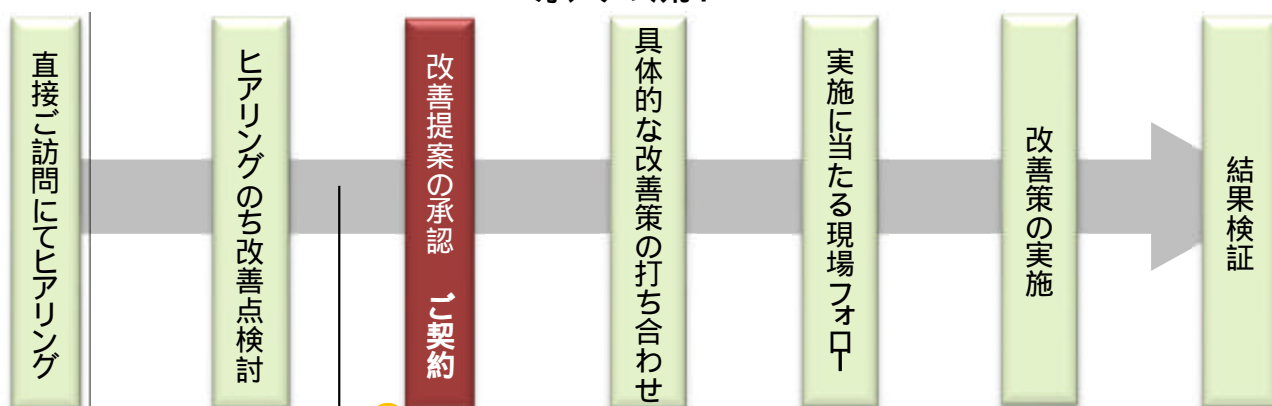 直接ご訪問にてヒアリング
ヒアリングのち改善点検討
改善提案の承認　ご契約
具体的な改善策の打ち合わせ
実施に当たる現場フォロー
改善策の実施
結果検証